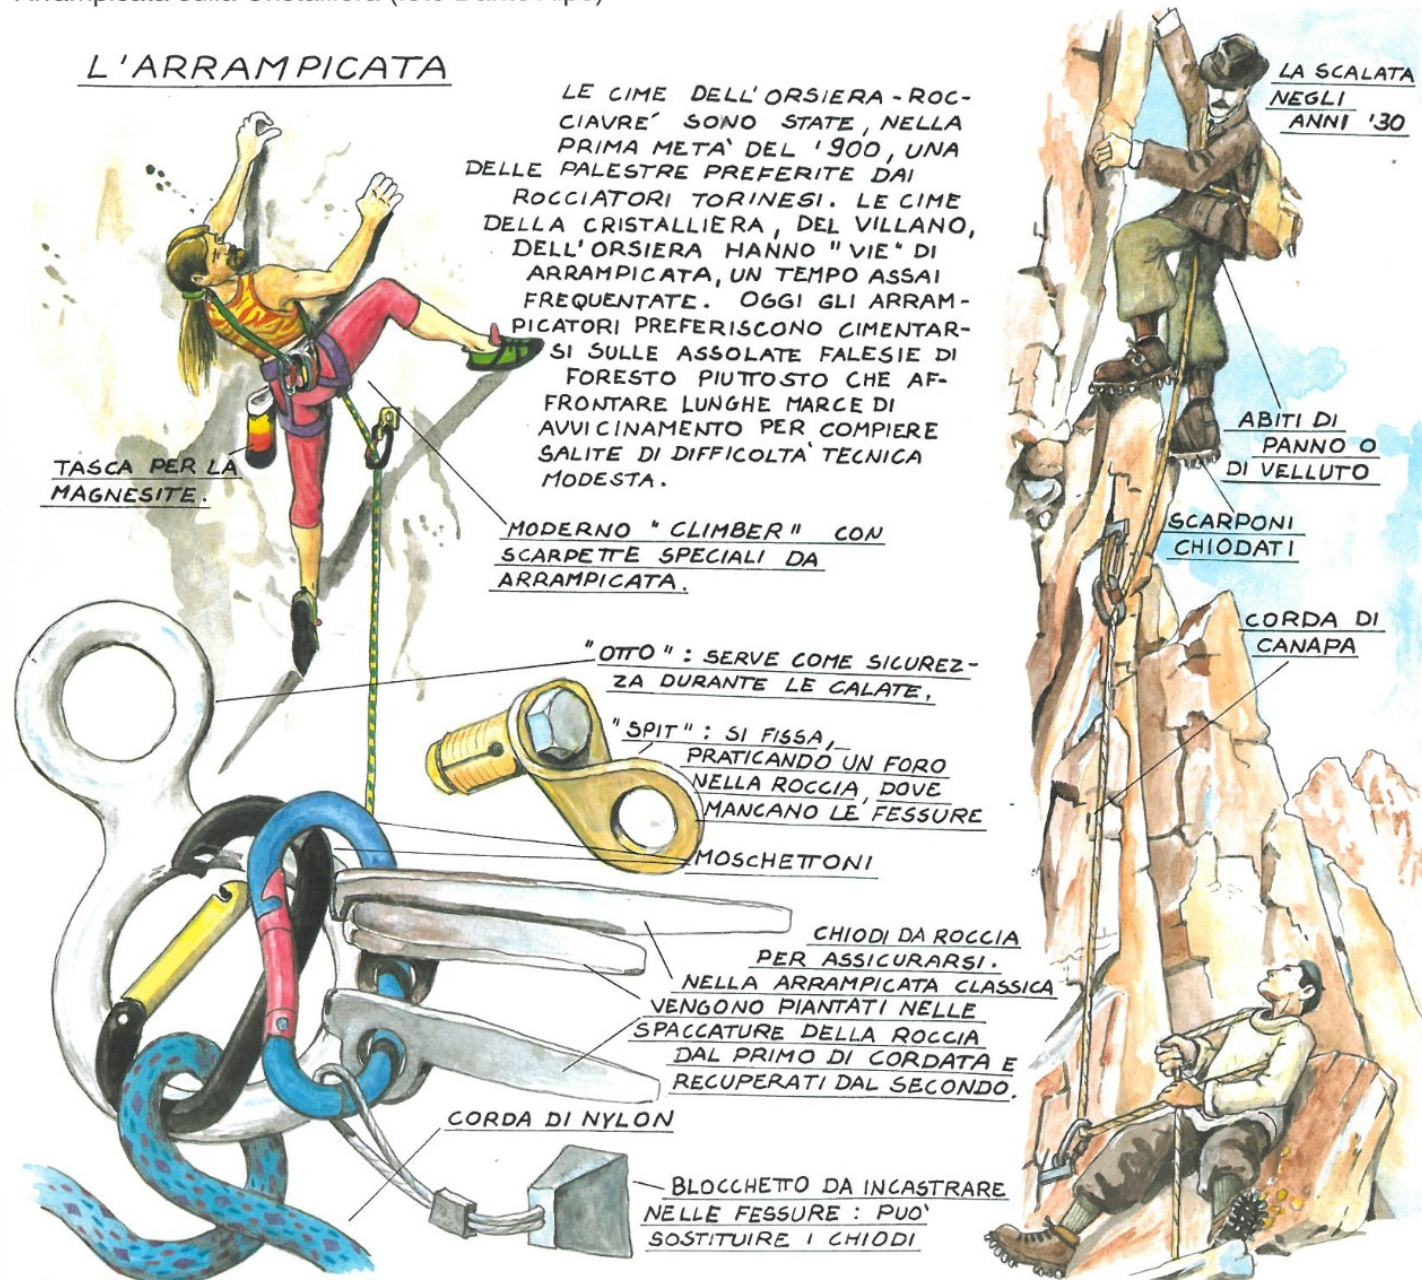 L'ARRAMPICATA
LE CIME DELL'ORSIERA-ROC-
CIAVRE' SONO STATE, NELLA
PRIMA METÀ DEL '900, UNA
DELLE PALESTRE PREFERITE DAI
ROCCIATORI TORINESI. LE CIME
DELLA CRISTALLIERA, DEL VILLANO,
DELL'ORSIERA HANNO "VIE" DI
ARRAMPICATA, UN TEMPO ASSAI
FREQUENTATE. OGGI GLI ARRAM-
PICATORI PREFERISCONO CIMENTAR-
SI SULLE ASSOLATE FALESIE DI
FORESTO PIUTTOSTO CHE AF-
FRONTARE LUNGHE MARCE DI
AVVICINAMENTO PER COMPIERE
SALITE DI DIFFICOLTÀ TECNICA
MODESTA.
TASCA PER LA
MAGNESITE.
MODERNO "CLIMBER" CON
SCARPETTE SPECIALI DA
ARRAMPICATA.
"OTTO": SERVE COME SICUREZ-
ZA DURANTE LE CALATE.
"SPIT": SI FISSA,
PRATICANDO UN FORO
NELLA ROCCIA, DOVE
MANCANO LE FESSURE
MOSCHETTONI
CHIODI DA ROCCIA
PER ASSICURARSI.
NELLA ARRAMPICATA CLASSICA
VENGONO PIANTATI NELLE
SPACCATURE DELLA ROCCIA
DAL PRIMO DI CORDATA E
RECUPERATI DAL SECONDO.
CORDA DI NYLON
BLOCCHETTO DA INCASTRARE
NELLE FESSURE: PUO'
SOSTITUIRE I CHIODI
LA SCALATA
NEGLI
ANNI '30
ABITI DI
PANNO O
DI VELLUTO
SCARPONI
CHIODATI
CORDA DI
CANAPA